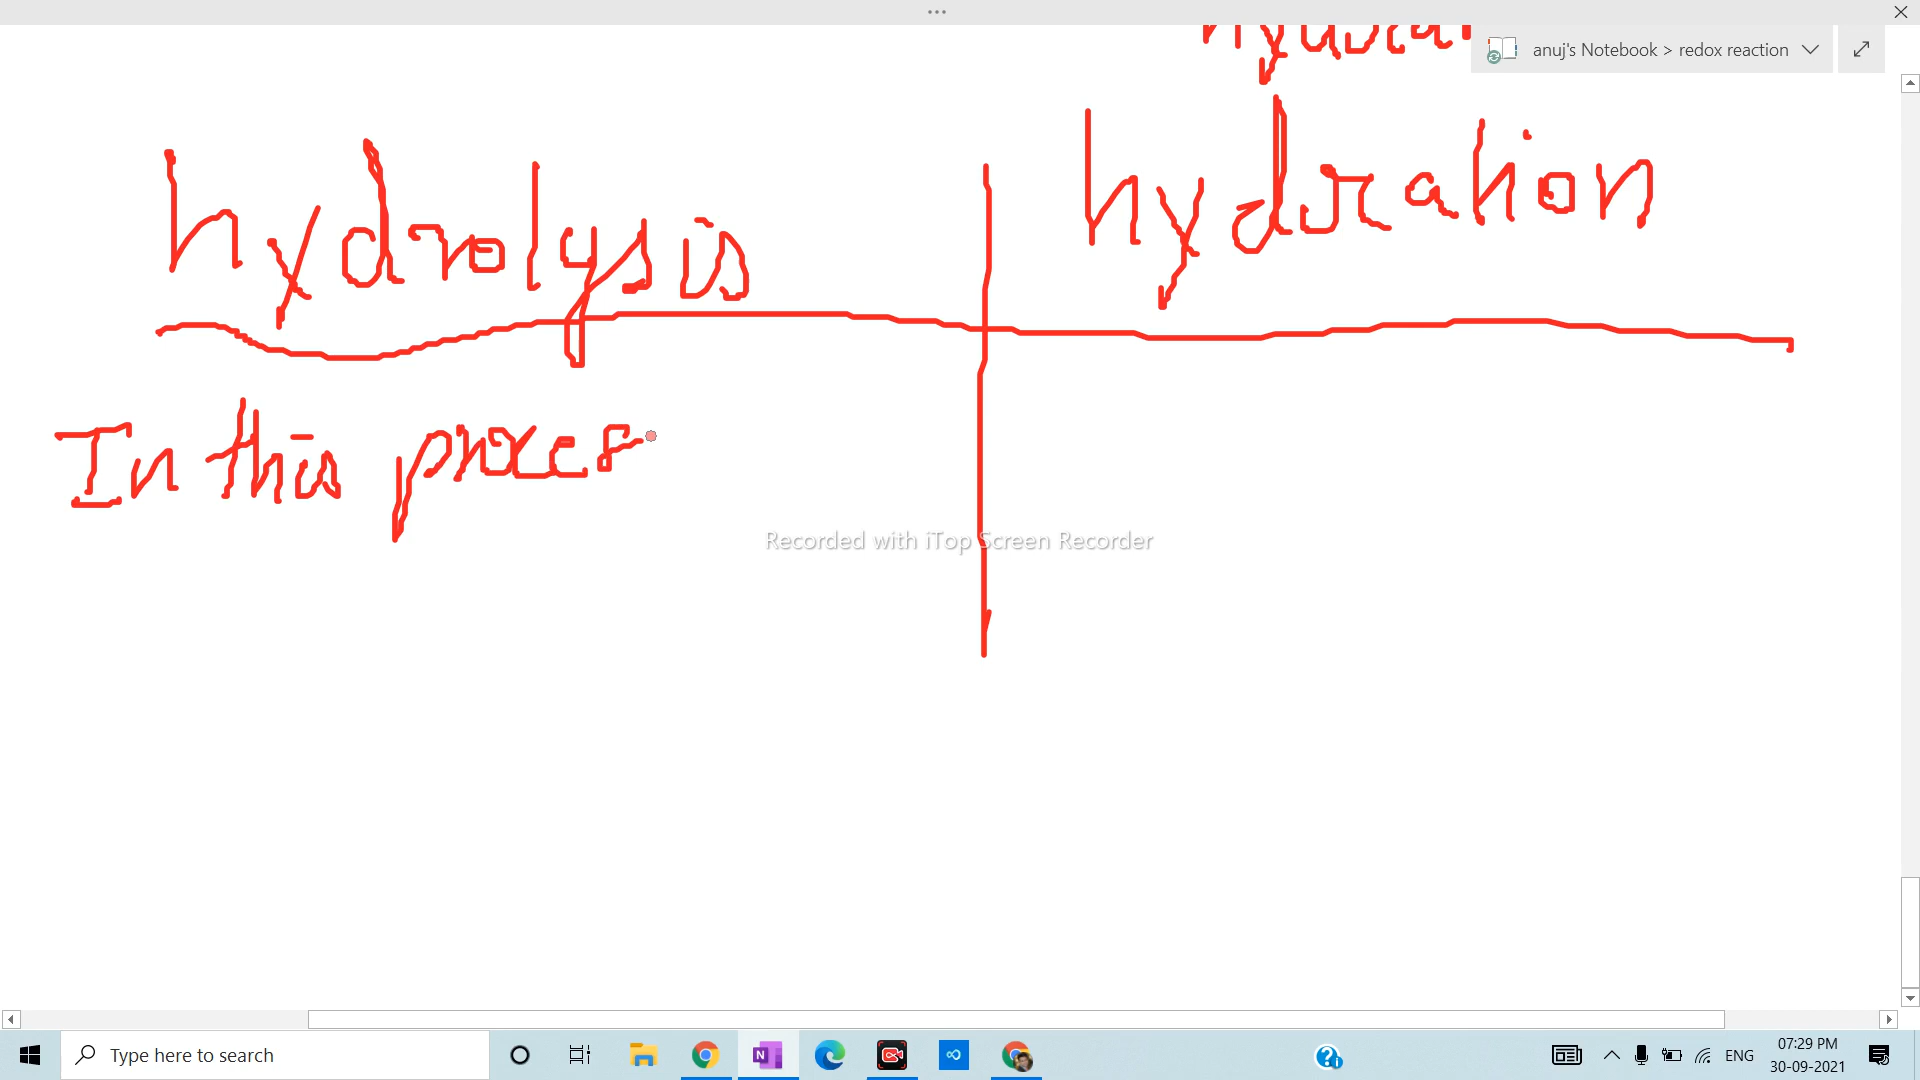 anuj's Notebook > redox reaction
hydrolysis
hydration
In this proces
Recorded with iTop Screen Recorder
Type here to search
ENG
07:29 PM
30-09-2021